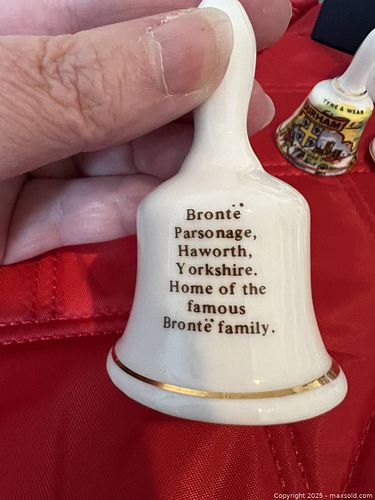 Brontë
Parsonage,
Haworth,
Yorkshire.
Home of the
famous
Brontë family.
TYNE & WEAR
DURHAM
Copyright 2025 - maxsold.com